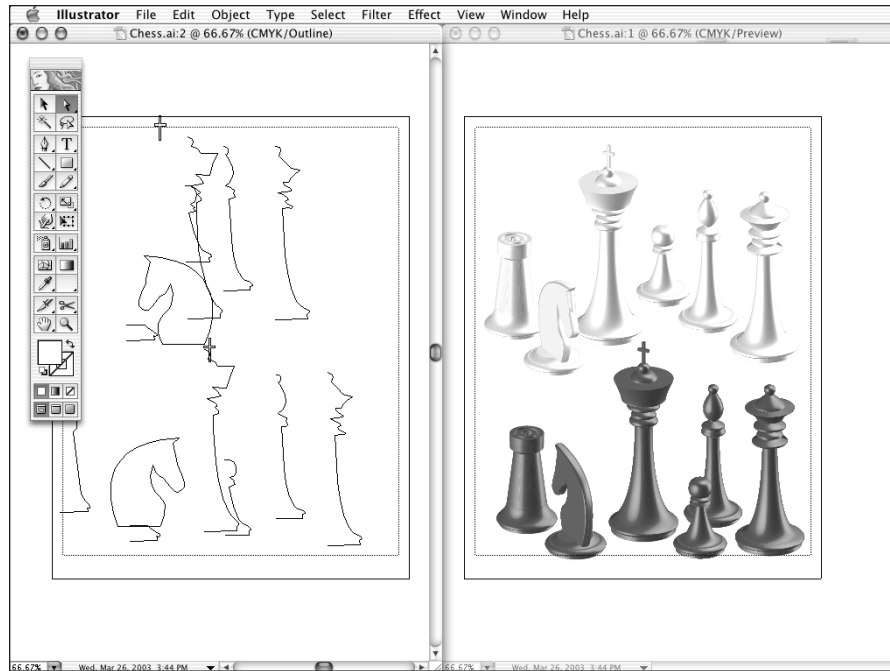 Illustrator File Edit Object Type Select Filter Effect View Window Help
Chess.ai:2 @ 66.67% (CMYK/Outline)
Chess.ai:1 @ 66.67% (CMYK/Preview)
T
66.67% Wed, Mar 26, 2003 3:44 PM
66.67% Wed, Mar 26, 2003 3:44 PM